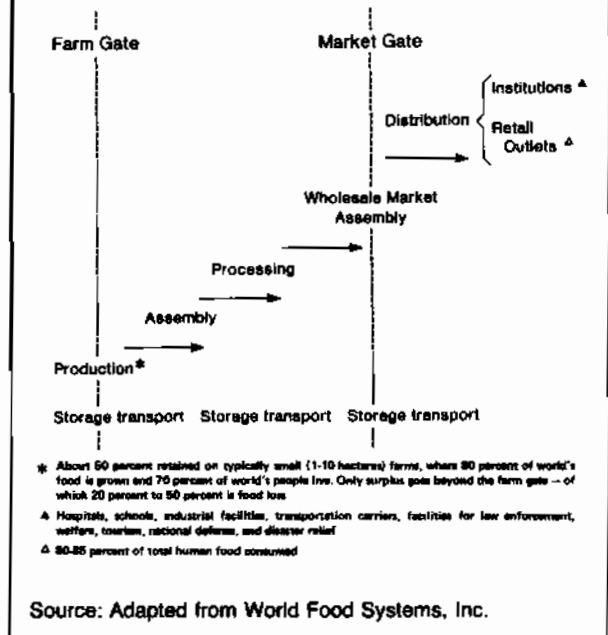 Farm Gate
Market Gate
Institutions ▲
Distribution
Retail
Outlets △
Wholesale Market
Assembly
Processing
Assembly
Production*
Storage transport Storage transport Storage transport
* About 60 percent retained on typically small (1-10 hectares) farms, where 80 percent of world's
food is grown and 70 percent of world's people live. Only surplus goes beyond the farm gate – of
which 20 percent to 50 percent is food loss
▲ Hospitals, schools, industrial facilities, transportation carriers, facilities for law enforcement,
welfare, tourism, national defense, and disaster relief
△ 80-85 percent of total human food consumed
Source: Adapted from World Food Systems, Inc.